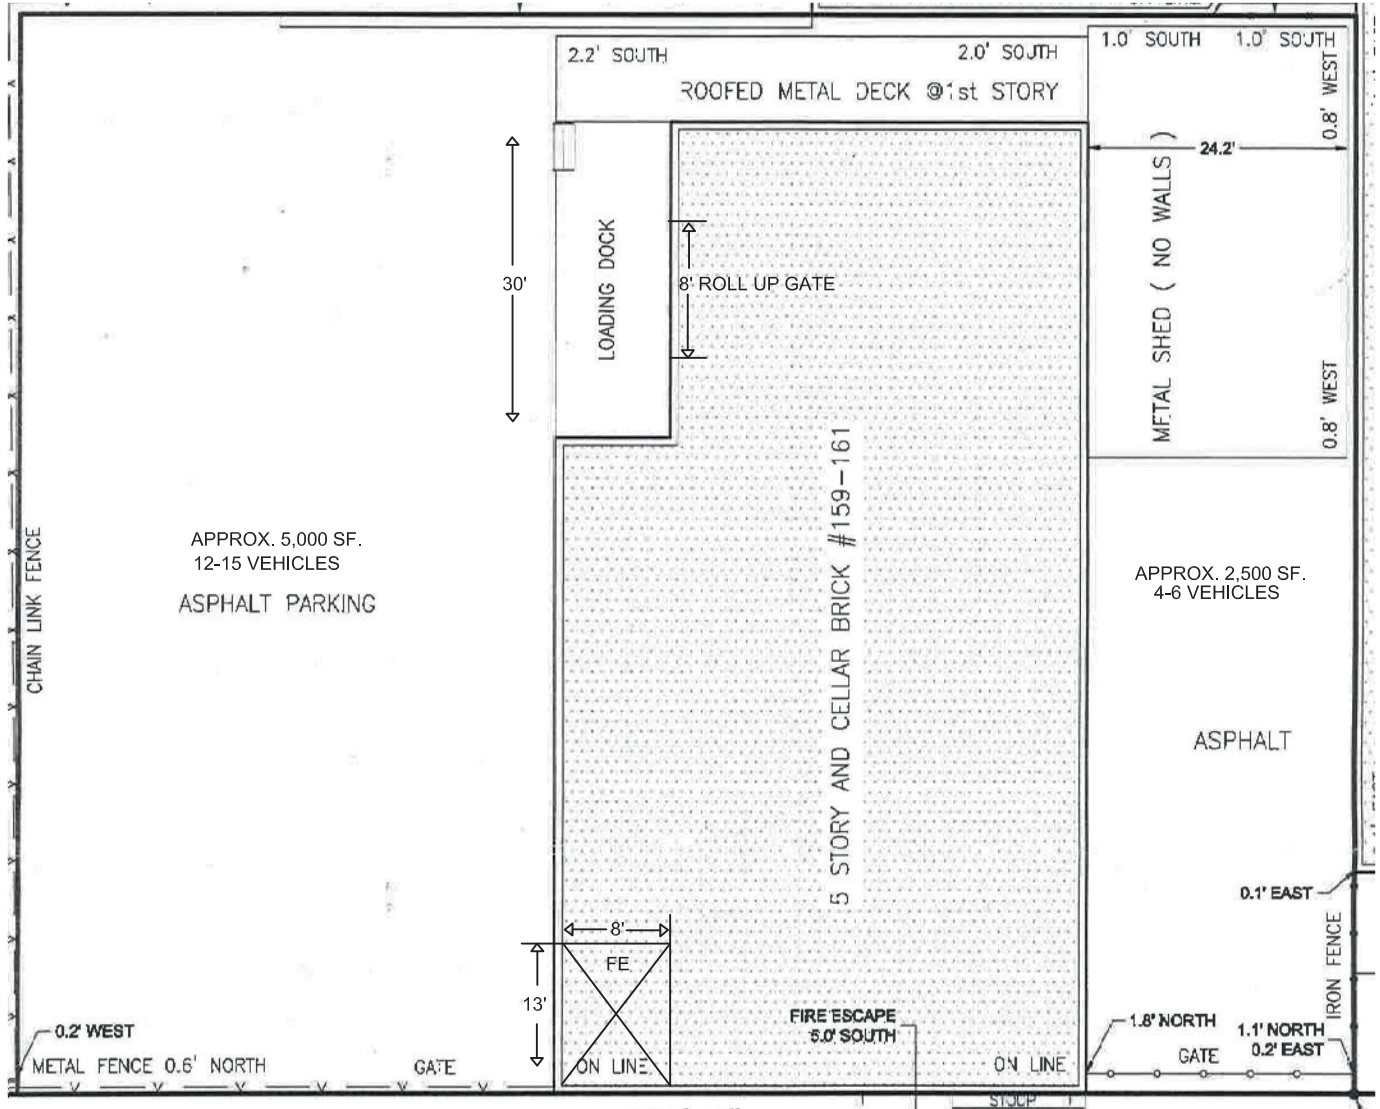 2.2' SOUTH
2.0' SOUTH
ROOFED METAL DECK @1st STORY
1.0' SOUTH
1.0' SOUTH
0.8' WEST
24.2'
METAL SHED ( NO WALLS )
0.8' WEST
30'
LOADING DOCK
8' ROLL UP GATE
CHAIN LINK FENCE
APPROX. 5,000 SF.
12-15 VEHICLES
ASPHALT PARKING
5 STORY AND CELLAR BRICK #159-161
APPROX. 2,500 SF.
4-6 VEHICLES
ASPHALT
0.1' EAST
IRON FENCE
8'
FE
13'
ON LINE
FIRE ESCAPE
5.0' SOUTH
ON LINE
0.2' WEST
METAL FENCE 0.6' NORTH
GATE
1.8' NORTH
1.1' NORTH
0.2' EAST
GATE
STOOP